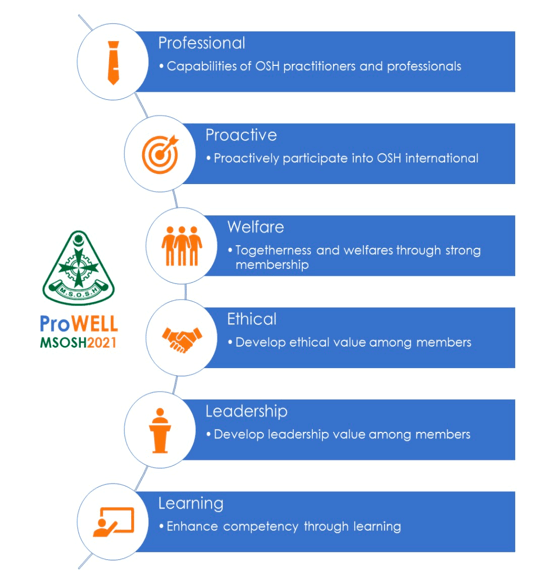 Professional
• Capabilities of OSH practitioners and professionals
Proactive
• Proactively participate into OSH international
Welfare
• Togetherness and welfares through strong
membership
M.S.O.S.H
ProWELL
MSOSH2021
Ethical
• Develop ethical value among members
Leadership
• Develop leadership value among members
Learning
• Enhance competency through learning